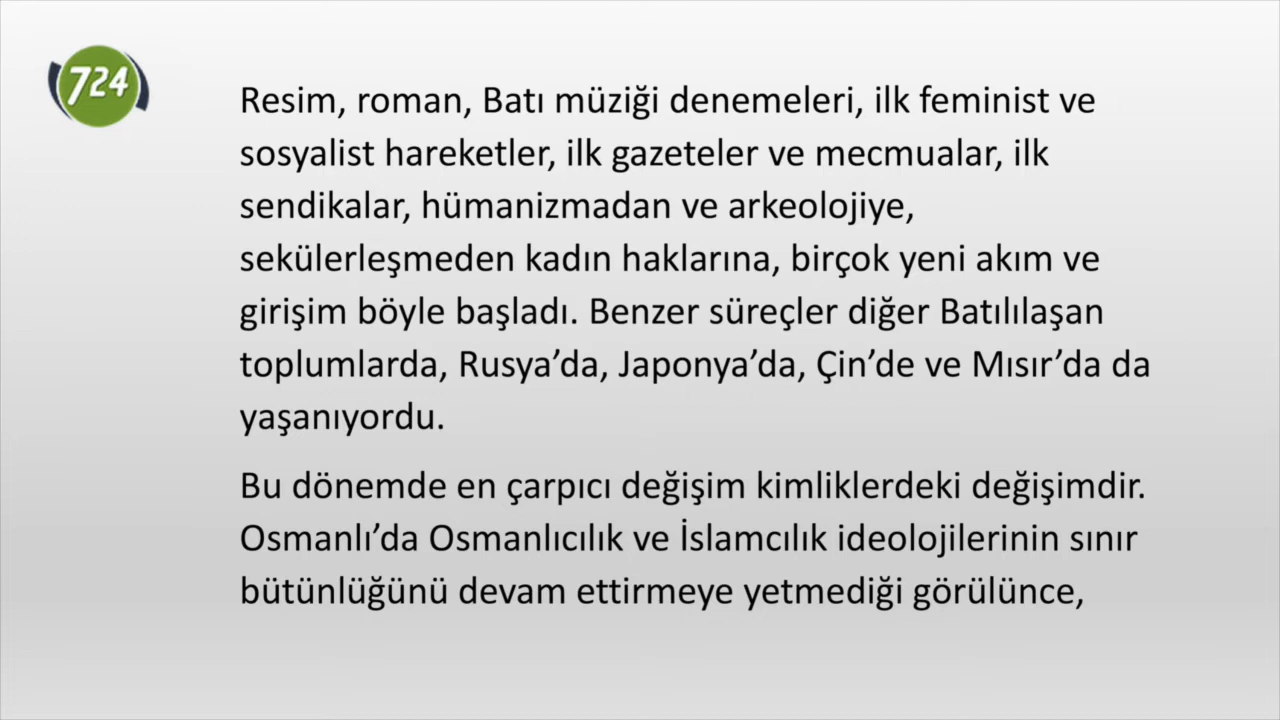 724
Resim, roman, Batı müziği denemeleri, ilk feminist ve
sosyalist hareketler, ilk gazeteler ve mecmualar, ilk
sendikalar, hümanizmadan ve arkeolojiye,
sekülerleşmeden kadın haklarına, birçok yeni akım ve
girişim böyle başladı. Benzer süreçler diğer Batılılaşan
toplumlarda, Rusya’da, Japonya’da, Çin’de ve Mısır’da da
yaşanıyordu.
Bu dönemde en çarpıcı değişim kimliklerdeki değişimdir.
Osmanlı’da Osmanlıcılık ve İslamcılık ideolojilerinin sınır
bütünlüğünü devam ettirmeye yetmediği görülünce,